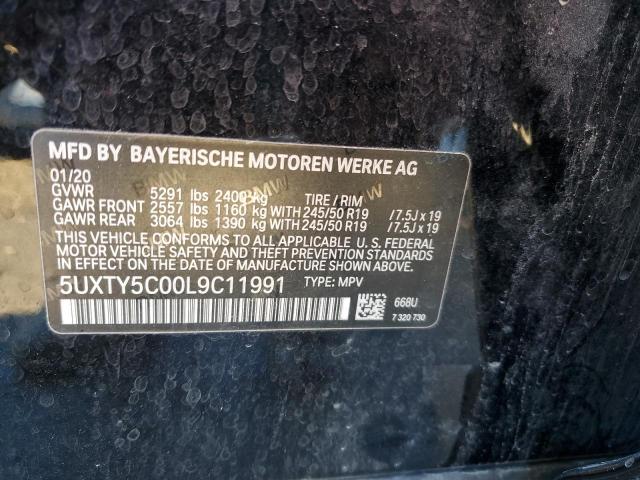 MFD BY BAYERISCHE MOTOREN WERKE AG
01/20
GVWR 5291 lbs 2400 kg TIRE / RIM
GAWR FRONT 2557 lbs 1160 kg WITH 245/50 R19 / 7.5J x 19
GAWR REAR 3064 lbs 1390 kg WITH 245/50 R19 / 7.5J x 19
THIS VEHICLE CONFORMS TO ALL APPLICABLE U. S. FEDERAL
MOTOR VEHICLE SAFETY AND THEFT PREVENTION STANDARDS
IN EFFECT ON THE DATE OF MANUFACTURE SHOWN ABOVE.
5UXTY5C00L9C11991 TYPE: MPV
668U
7 320 730